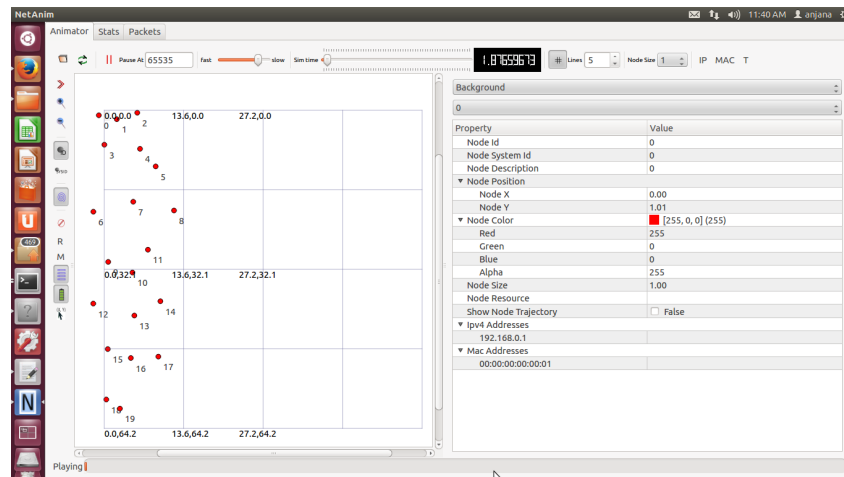 NetAnim
11:40 AM anjana
Animator Stats Packets
Pause At 65535 fast slow Sim time 1.87659673 # Lines 5 Node Size 1 IP MAC T
Background
0
Property Value
Node Id 0
Node System Id 0
Node Description 0
Node Position
Node X 0.00
Node Y 1.01
Node Color [255, 0, 0] (255)
Red 255
Green 0
Blue 0
Alpha 255
Node Size 1.00
Node Resource
Show Node Trajectory False
Ipv4 Addresses
192.168.0.1
Mac Addresses
00:00:00:00:00:01
0.0,0.0 13.6,0.0 27.2,0.0
0 1 2
3 4
5
6 7 8
11
0.0,32.1 13.6,32.1 27.2,32.1
10
12 13 14
15 16 17
18 19
0.0,64.2 13.6,64.2 27.2,64.2
R
M
469
Playing